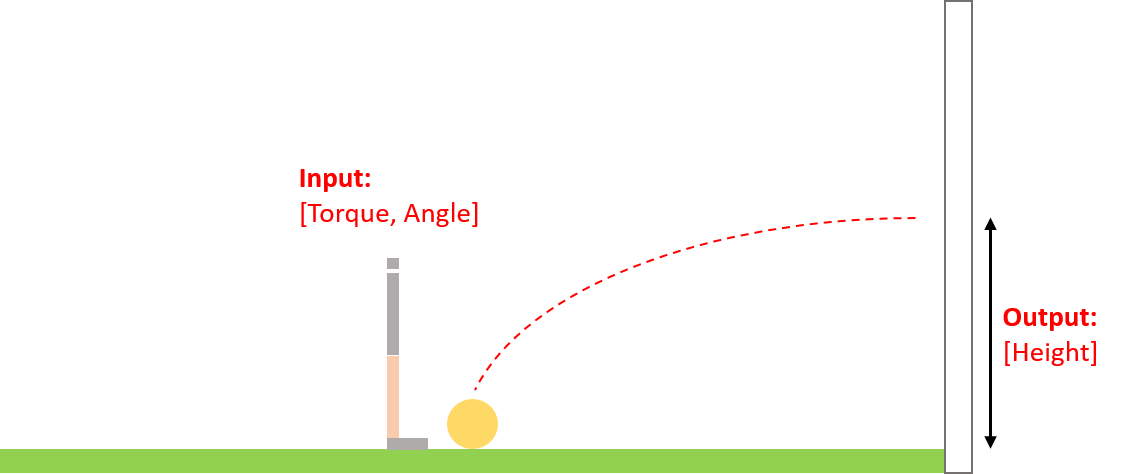 Input:
[Torque, Angle]
Output:
[Height]